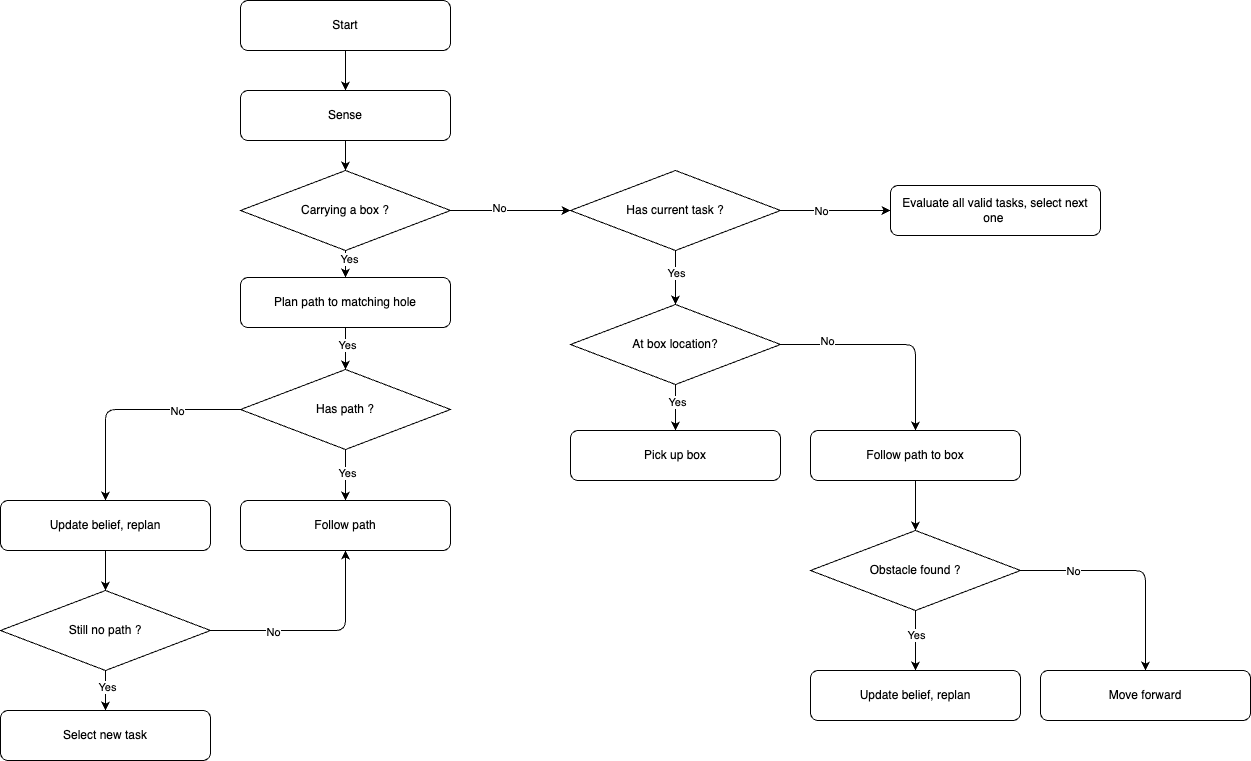 Start
Sense
Carrying a box ?
No
Has current task ?
No
Evaluate all valid tasks, select next
one
Yes
Plan path to matching hole
Yes
Yes
At box location?
No
Has path ?
No
Yes
Yes
Pick up box
Follow path to box
Update belief, replan
Follow path
Obstacle found ?
No
Still no path ?
No
Yes
Yes
Update belief, replan
Move forward
Select new task